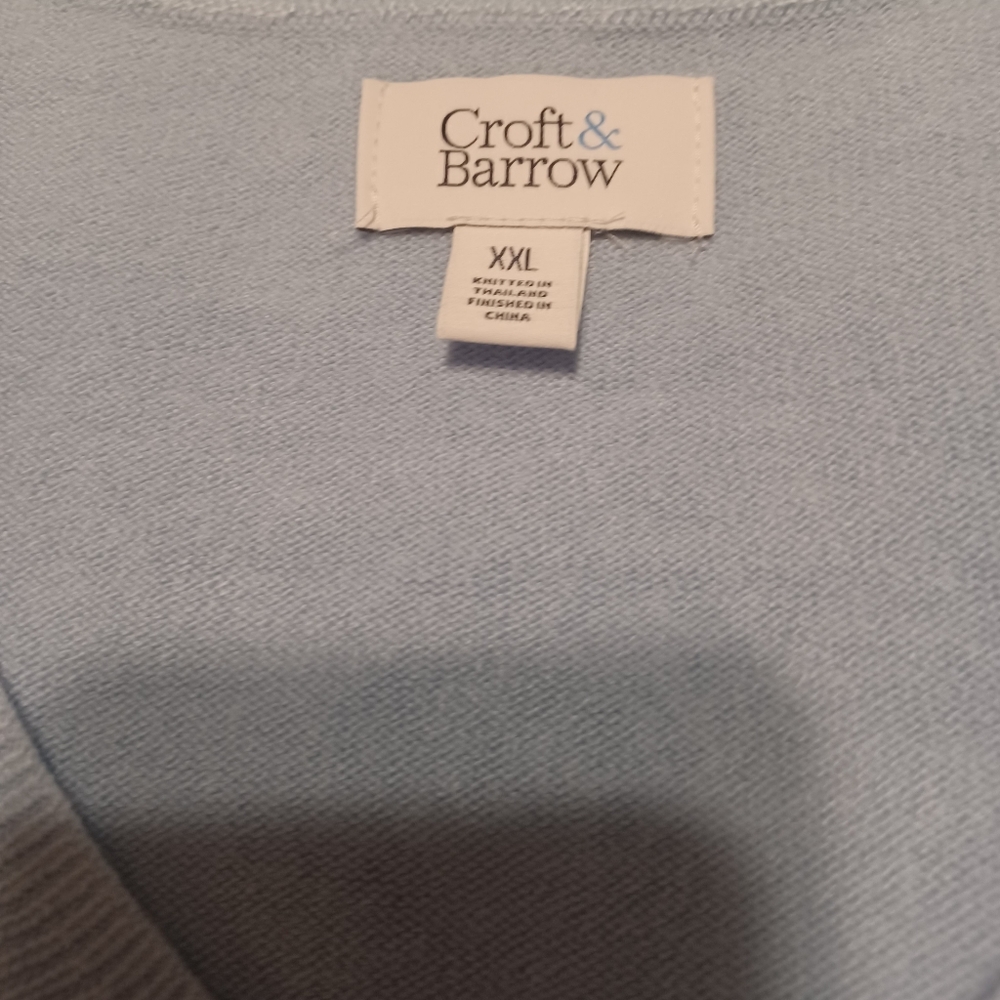 Croft &
Barrow
XXL
KNITTED IN
THAILAND
FINISHED IN
CHINA